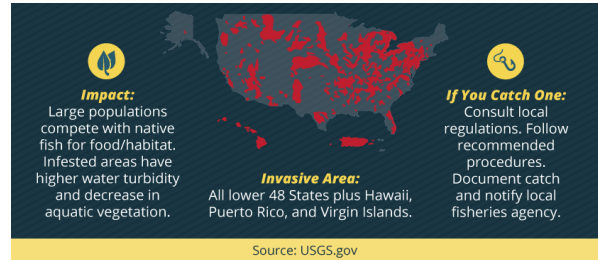 Impact:
Large populations
compete with native
fish for food/habitat.
Infested areas have
higher water turbidity
and decrease in
aquatic vegetation.
Invasive Area:
All lower 48 States plus Hawaii,
Puerto Rico, and Virgin Islands.
If You Catch One:
Consult local
regulations. Follow
recommended
procedures.
Document catch
and notify local
fisheries agency.
Source: USGS.gov